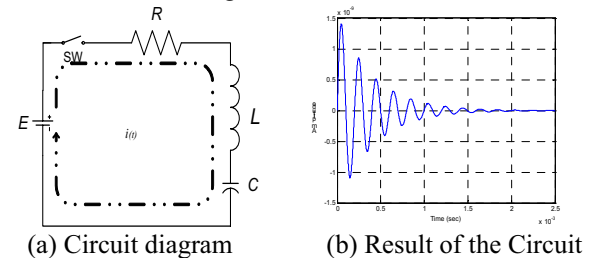 R
SW
E
L
i(t)
C
x 10
1.5
1
0.5
0
-0.5
-1
-1.5
0 0.5 1 1.5 2 2.5
Time (sec)
x 10^-3
(a) Circuit diagram
(b) Result of the Circuit